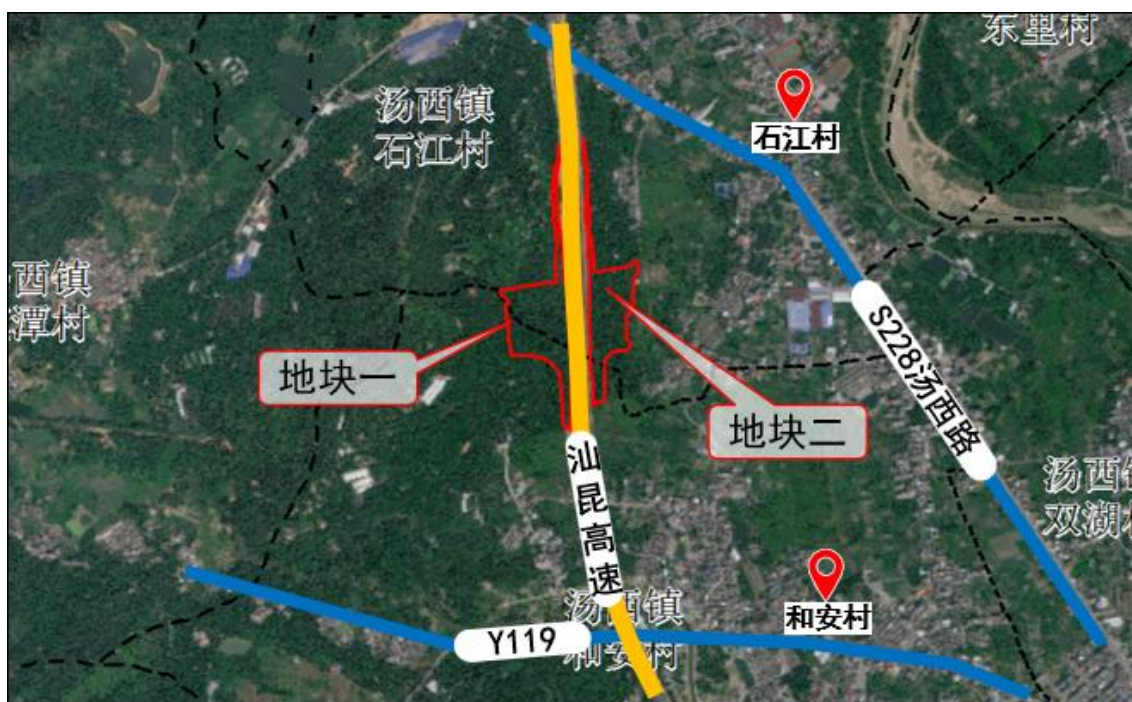 东里村
汤西镇
石江村
石江村
西镇
潭村
地块一
地块二
S228汤西路
汕昆高速
汤西镇
双湖村
汤西镇
和安村
和安村
Y119